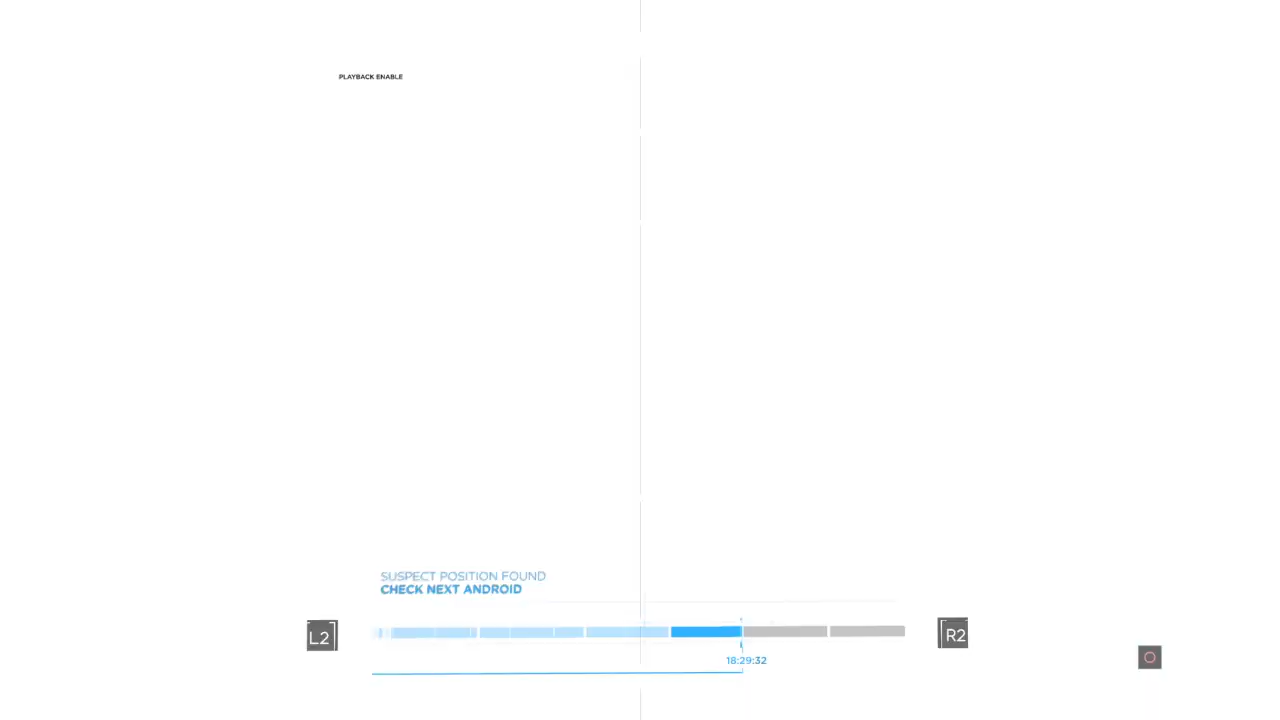 PLAYBACK ENABLE
SUSPECT POSITION FOUND
CHECK NEXT ANDROID
L2
R2
18:29:32